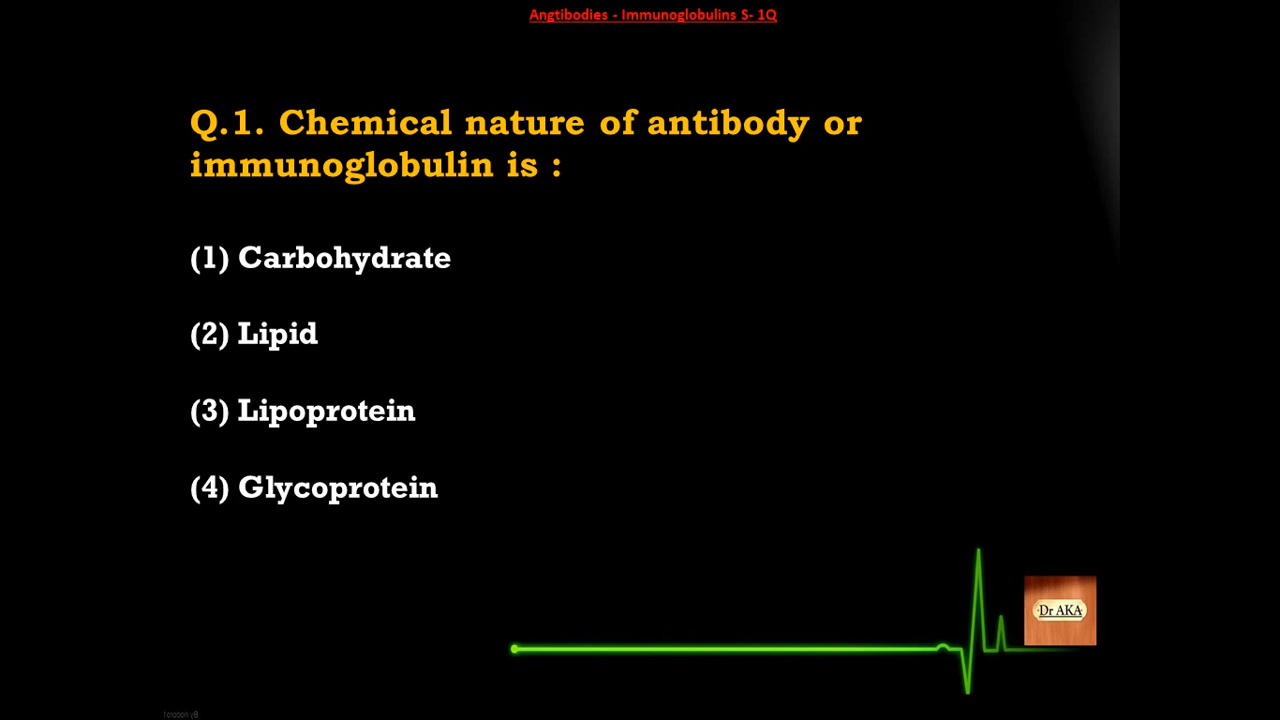 Angtibodies - Immunoglobulins S- 1Q
Q.1. Chemical nature of antibody or
immunoglobulin is :
(1) Carbohydrate
(2) Lipid
(3) Lipoprotein
(4) Glycoprotein
Dr AKA